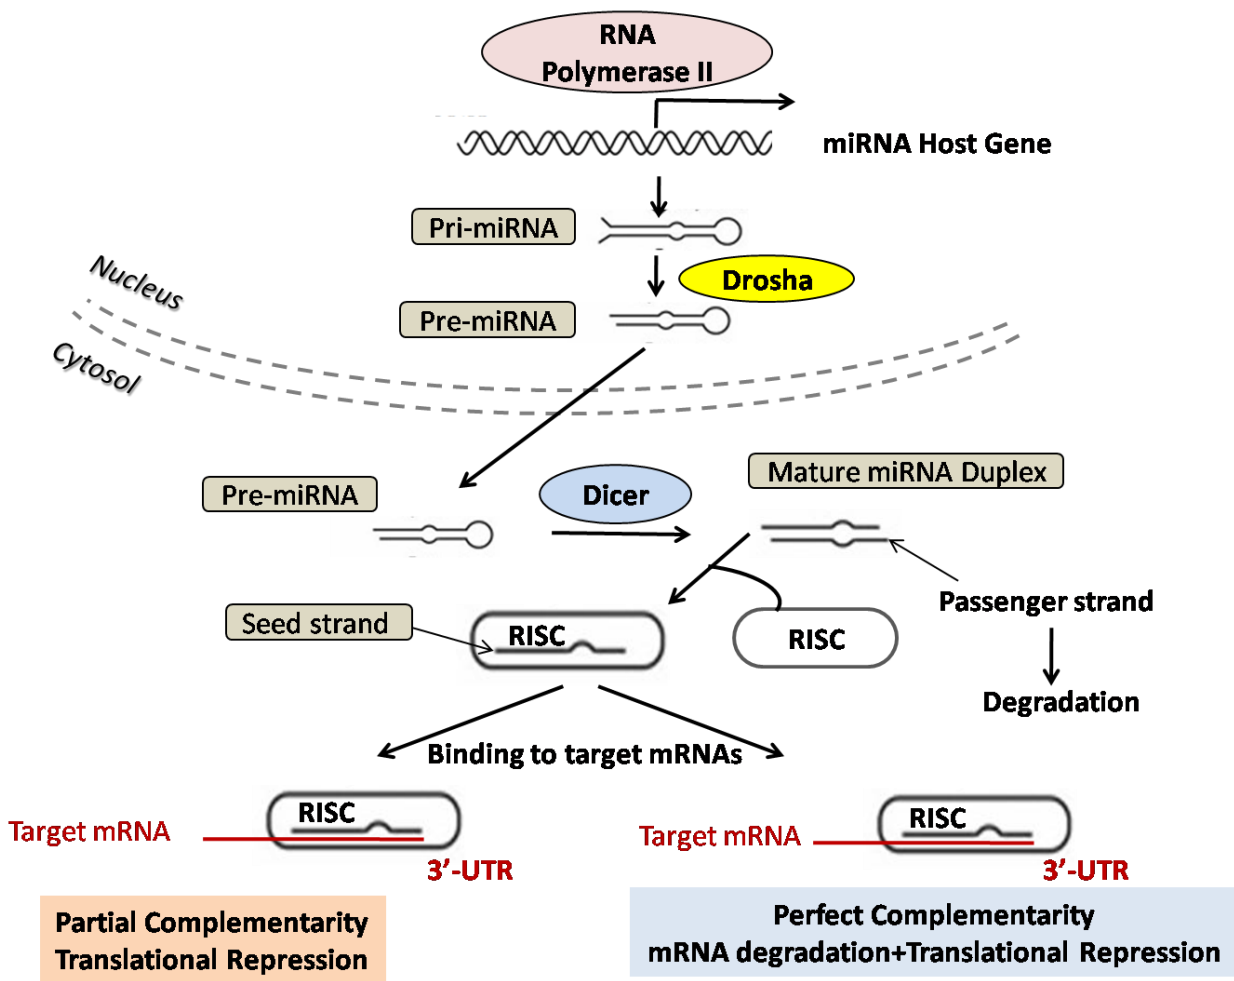 RNA
Polymerase II
miRNA Host Gene
Pri-miRNA
Drosha
Nucleus
Pre-miRNA
Cytosol
Mature miRNA Duplex
Pre-miRNA
Dicer
Passenger strand
Seed strand
RISC
RISC
Degradation
Binding to target mRNAs
RISC
Target mRNA
3’-UTR
RISC
Target mRNA
3’-UTR
Partial Complementarity
Translational Repression
Perfect Complementarity
mRNA degradation+Translational Repression